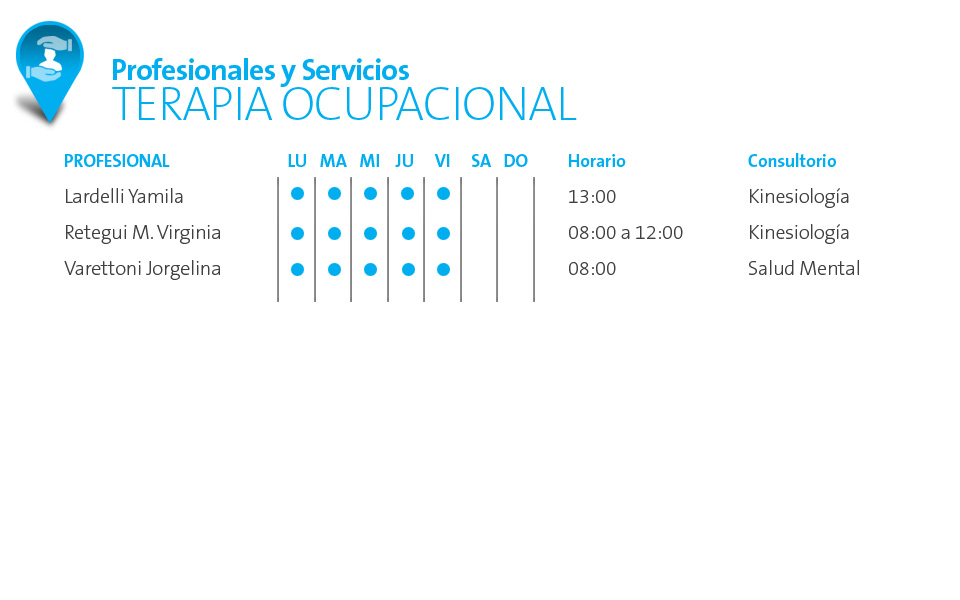 Profesionales y Servicios
TERAPIA OCUPACIONAL
PROFESIONAL LU MA MI JU VI SA DO Horario Consultorio
Lardelli Yamila 13:00 Kinesiología
Retegui M. Virginia 08:00 a 12:00 Kinesiología
Varettoni Jorgelina 08:00 Salud Mental